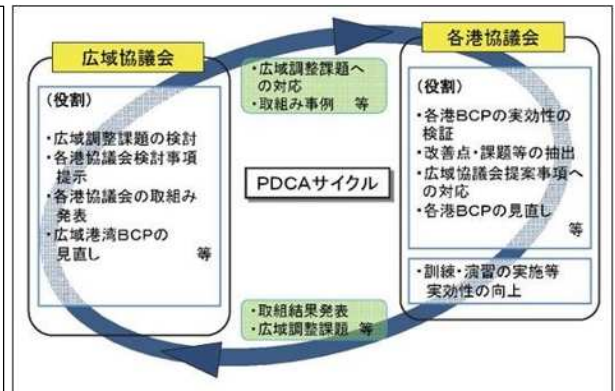 広域協議会
(役割)
・広域調整課題の検討
・各港協議会検討事項
提示
・各港協議会の取組み
発表
・広域港湾BCPの
見直し 等
・広域調整課題へ
の対応
・取組み事例 等
PDCAサイクル
・取組結果発表
・広域調整課題 等
各港協議会
(役割)
・各港BCPの実効性の
検証
・改善点・課題等の抽出
・広域協議会提案事項へ
の対応
・各港BCPの見直し
等
・訓練・演習の実施等
実効性の向上